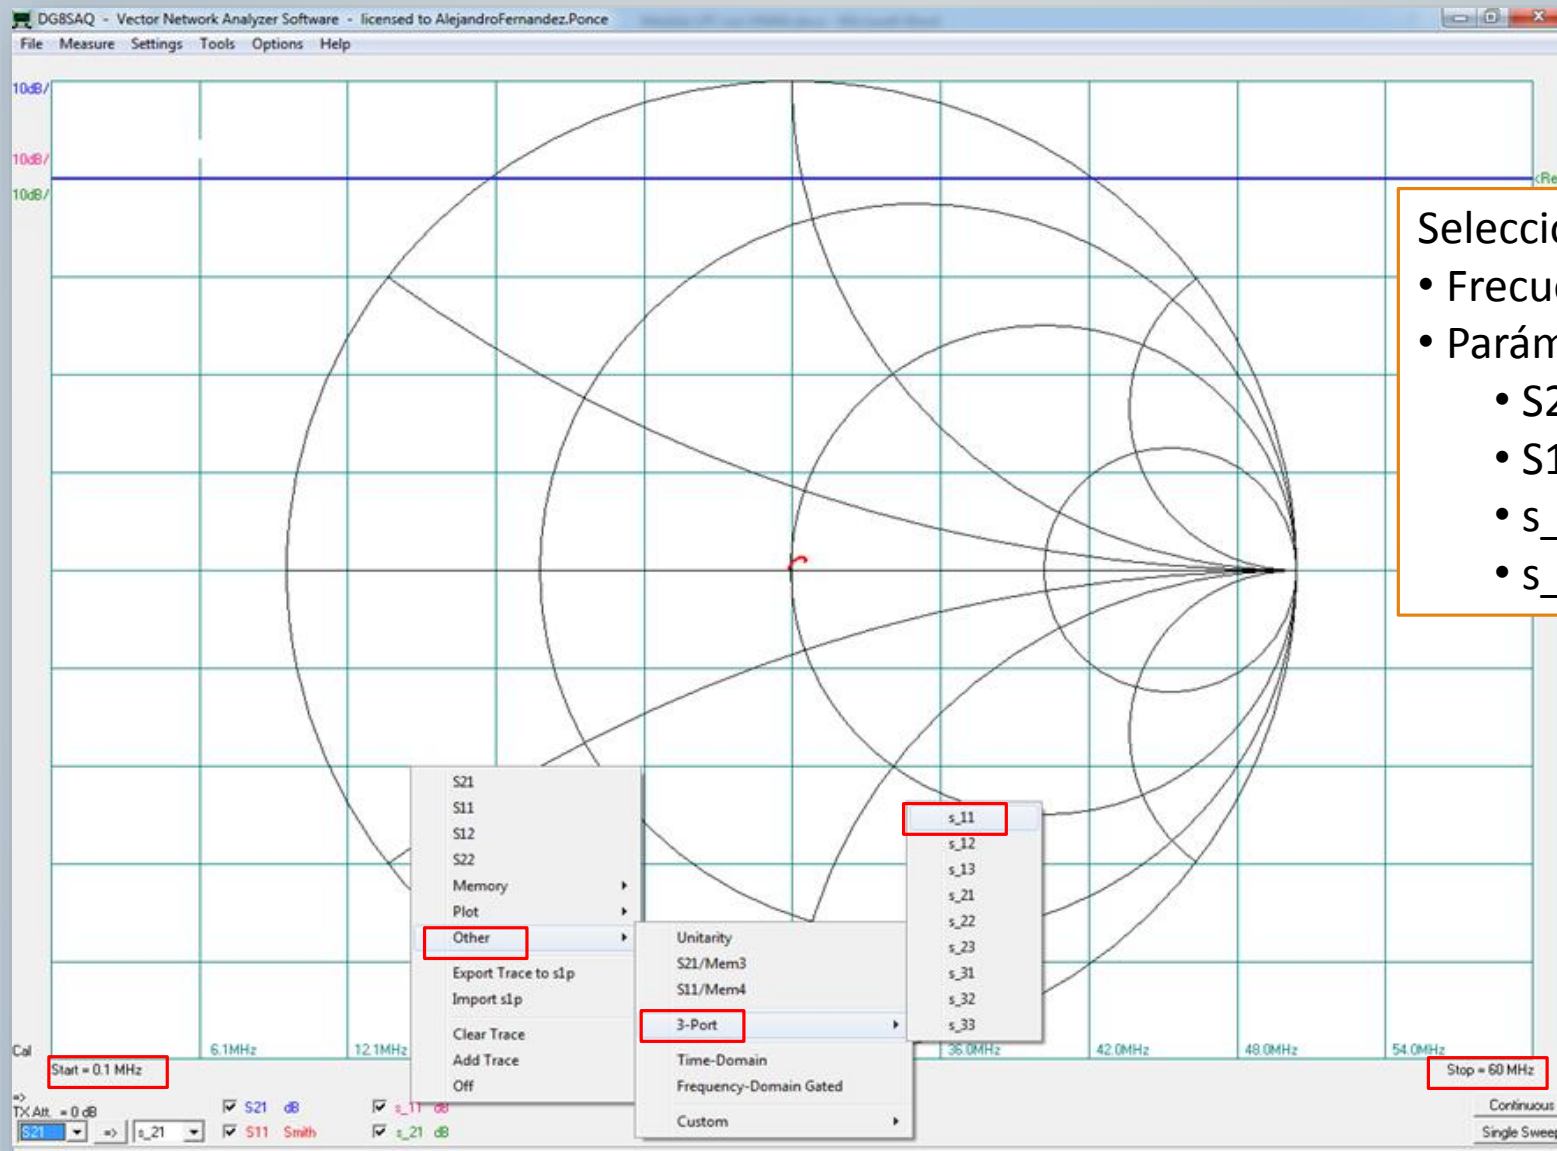 DG8SAQ - Vector Network Analyzer Software - licensed to AlejandroFernandez.Ponce
File Measure Settings Tools Options Help
10dB/
10dB/
10dB/
<Re
Selecci
• Frecu
• Parám
• S2
• S1
• s_
• s_
S21
S11
S12
S22
Memory
Plot
Other
Export Trace to s1p
Import s1p
Clear Trace
Add Trace
Off
Unitarity
S21/Mem3
S11/Mem4
3-Port
Time-Domain
Frequency-Domain Gated
Custom
s_11
s_12
s_13
s_21
s_22
s_23
s_31
s_32
s_33
Cal
6.1MHz 12.1MHz 36.0MHz 42.0MHz 48.0MHz 54.0MHz
Start = 0.1 MHz Stop = 60 MHz
=>
TX Att. = 0 dB S21 dB s_11 dB Continuous
S21 => s_21 S11 Smith s_21 dB Single Sweep